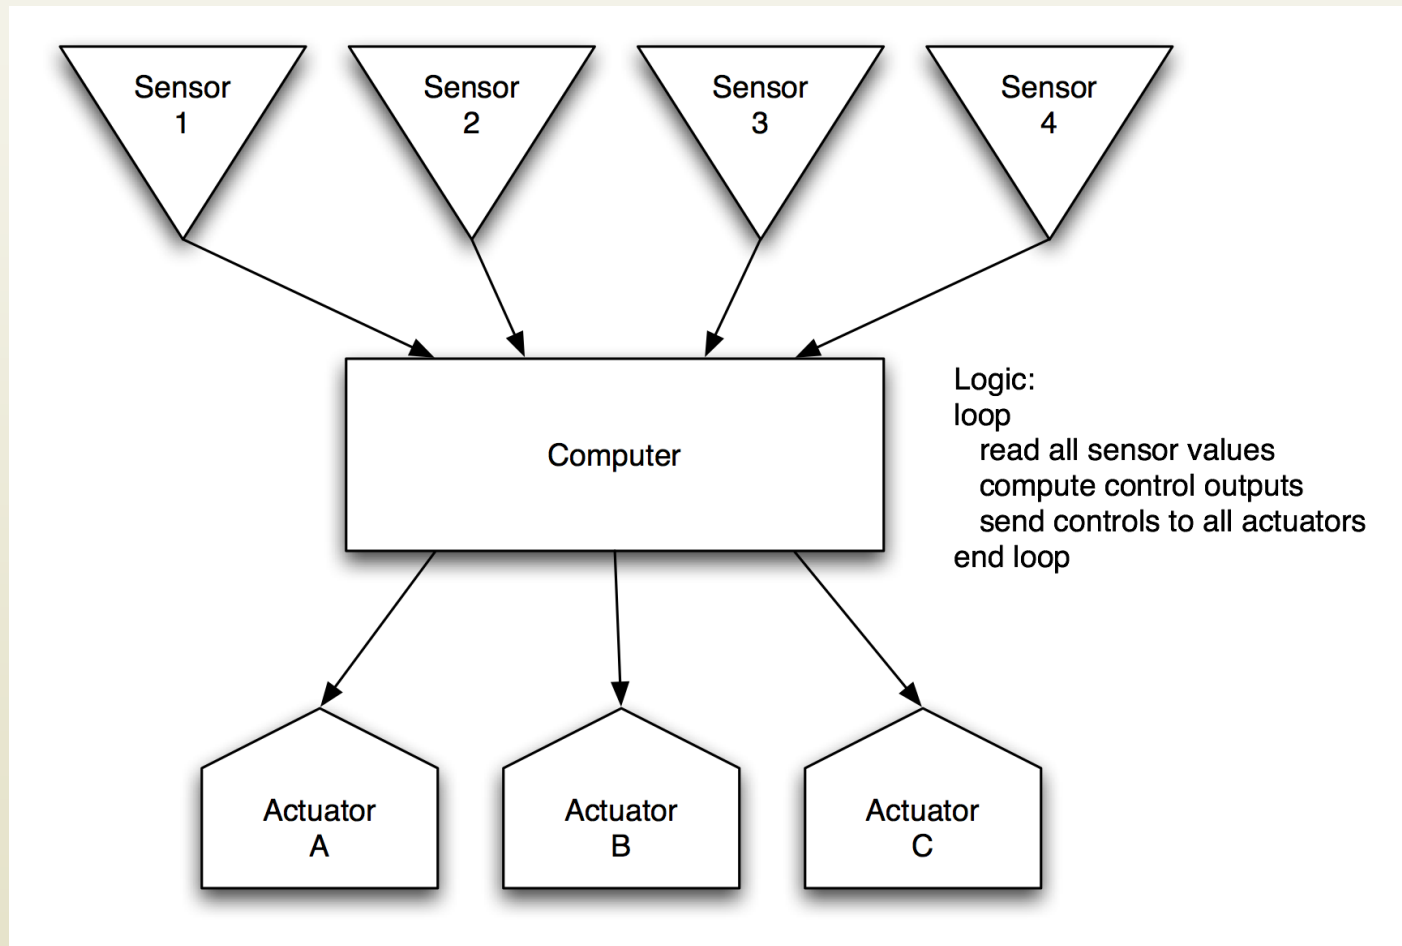 Sensor
1
Sensor
2
Sensor
3
Sensor
4
Computer
Logic:
loop
read all sensor values
compute control outputs
send controls to all actuators
end loop
Actuator
A
Actuator
B
Actuator
C